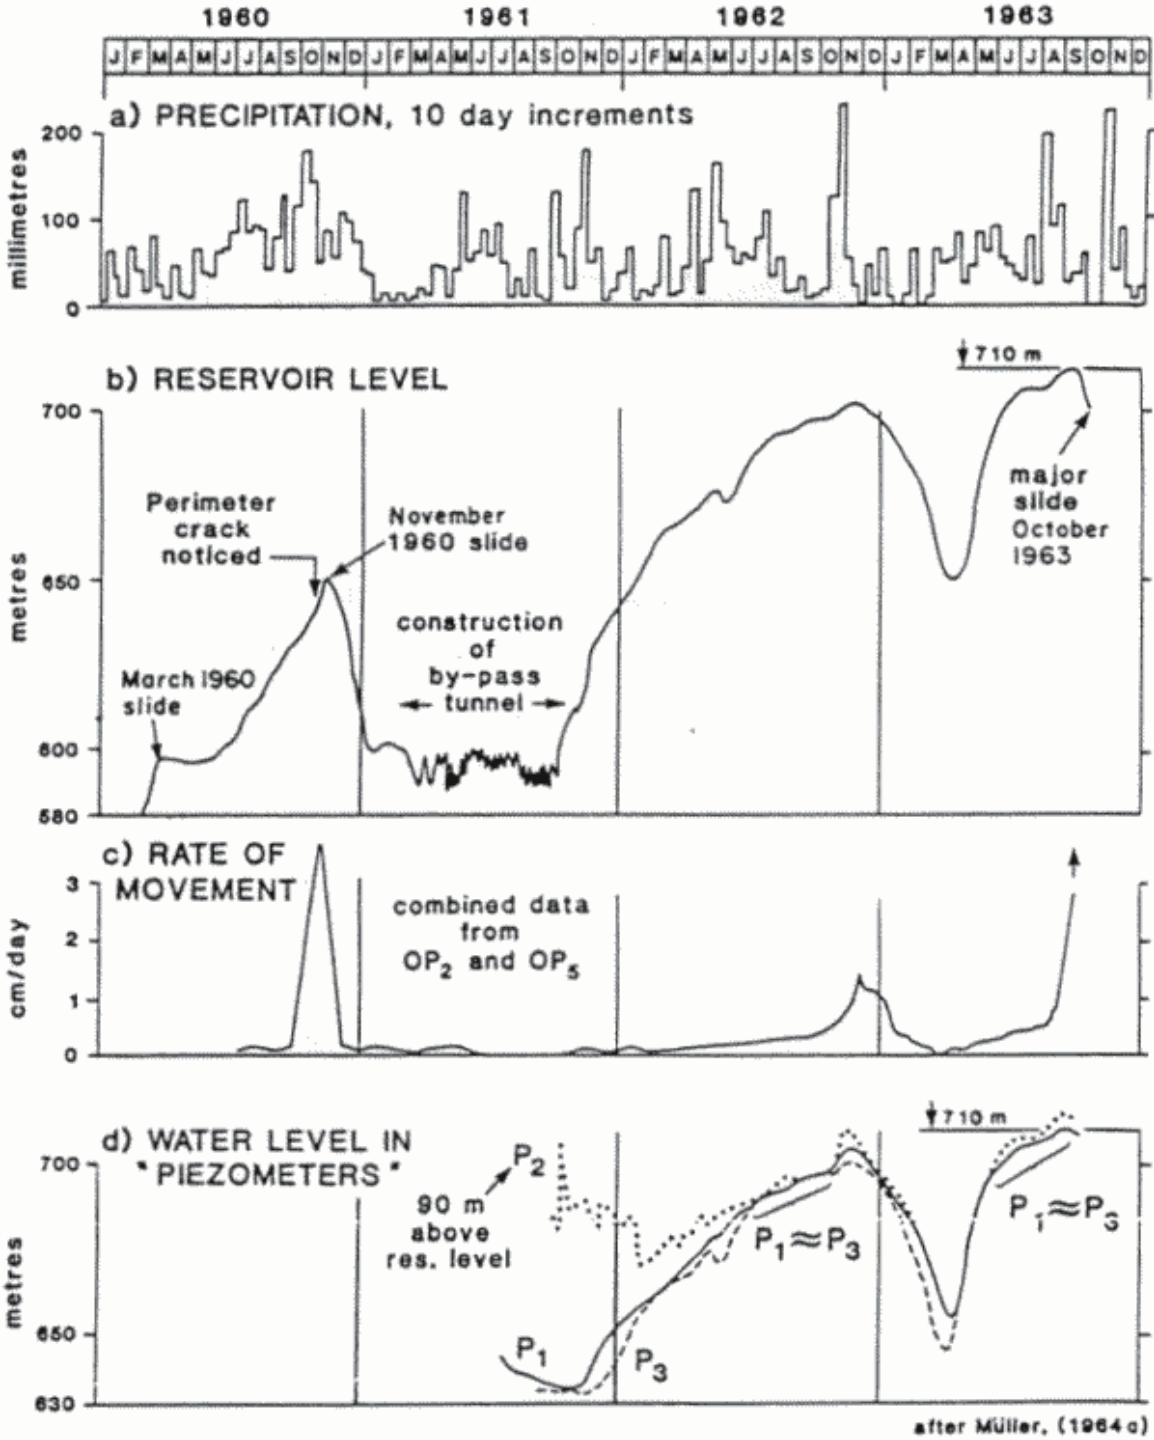 1960 1961 1962 1963
J F M A M J J A S O N D J F M A M J J A S O N D J F M A M J J A S O N D J F M A M J J A S O N D
a) PRECIPITATION, 10 day increments
200
100
0
millimetres
710 m
b) RESERVOIR LEVEL
700
650
600
580
metres
Perimeter
crack
noticed
November
1960 slide
March 1960
slide
construction
of
by-pass
tunnel
major
slide
October
1963
c) RATE OF
MOVEMENT
3
2
1
0
cm/day
combined data
from
OP2 and OP5
710 m
d) WATER LEVEL IN
"PIEZOMETERS"
700
650
630
metres
P2
90 m
above
res. level
P1
P3
P1≈P3
P1≈P3
after Müller, (1964a)